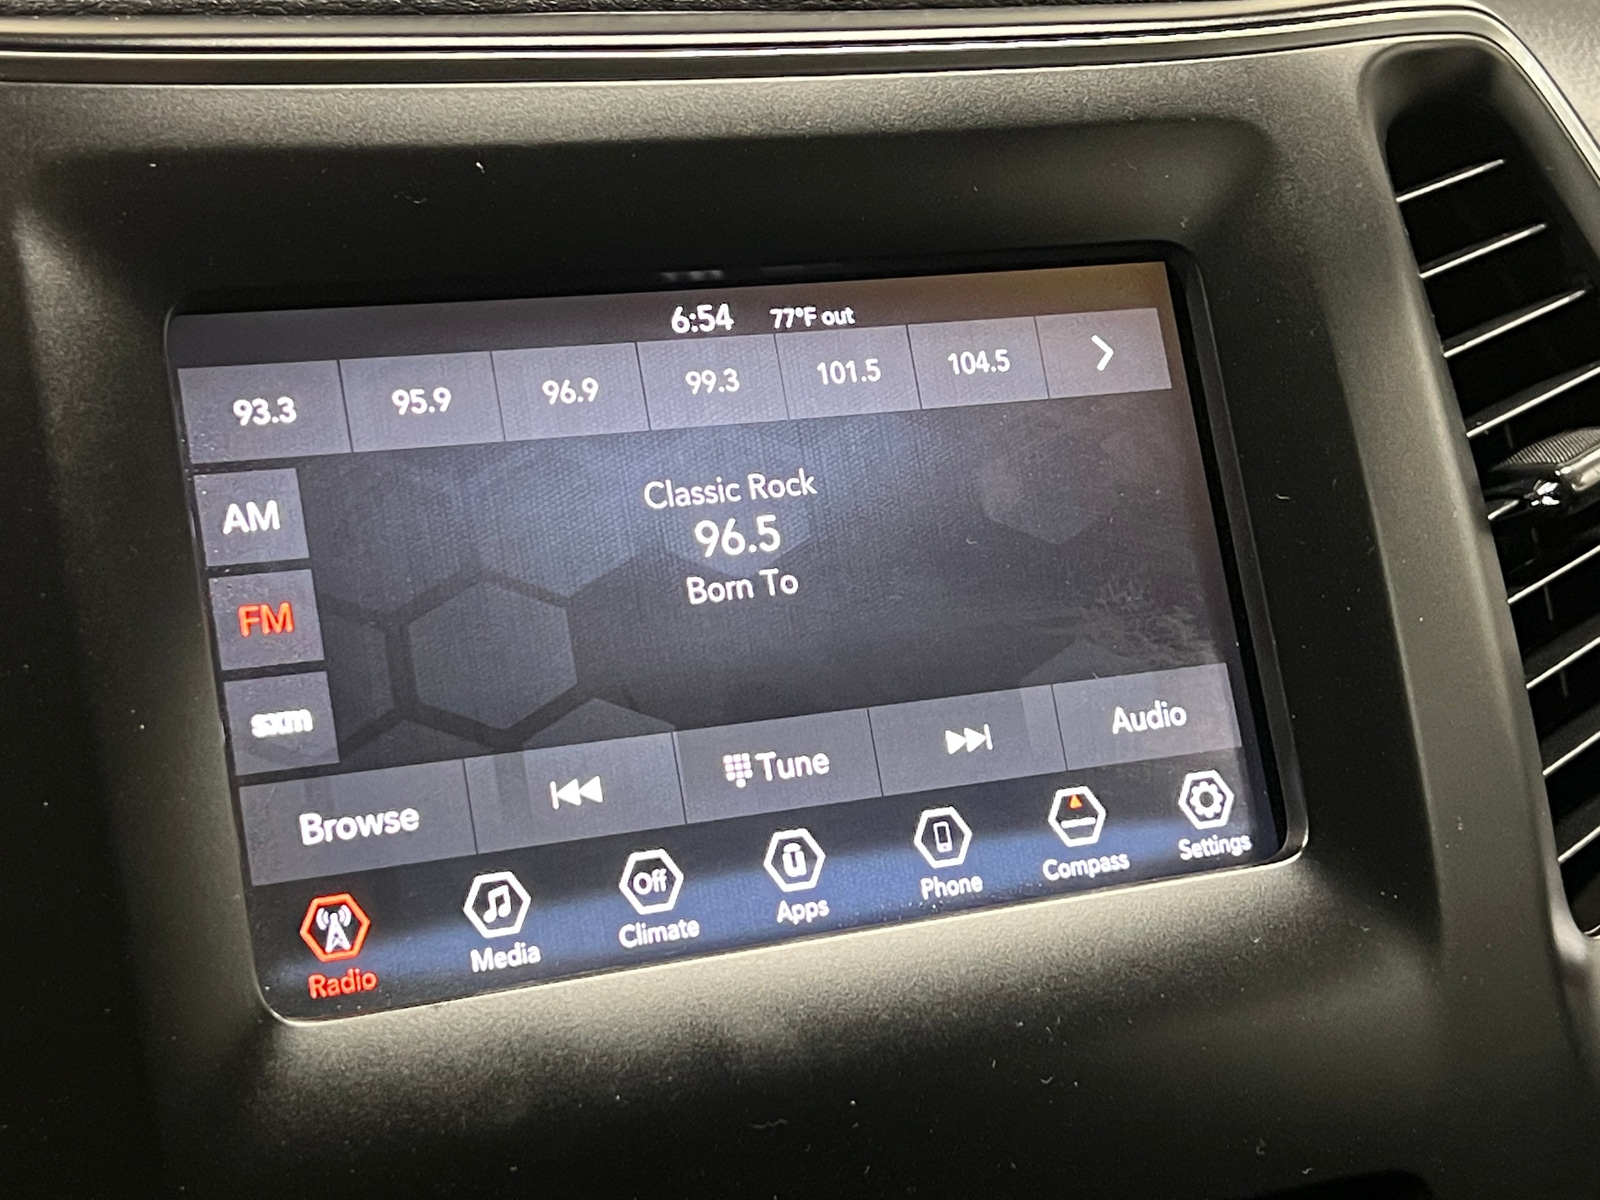 6:54 77°F out
93.3 95.9 96.9 99.3 101.5 104.5
Classic Rock
96.5
Born To
AM
FM
sxm
Browse Tune Audio
Radio Media Off Climate Apps Phone Compass Settings